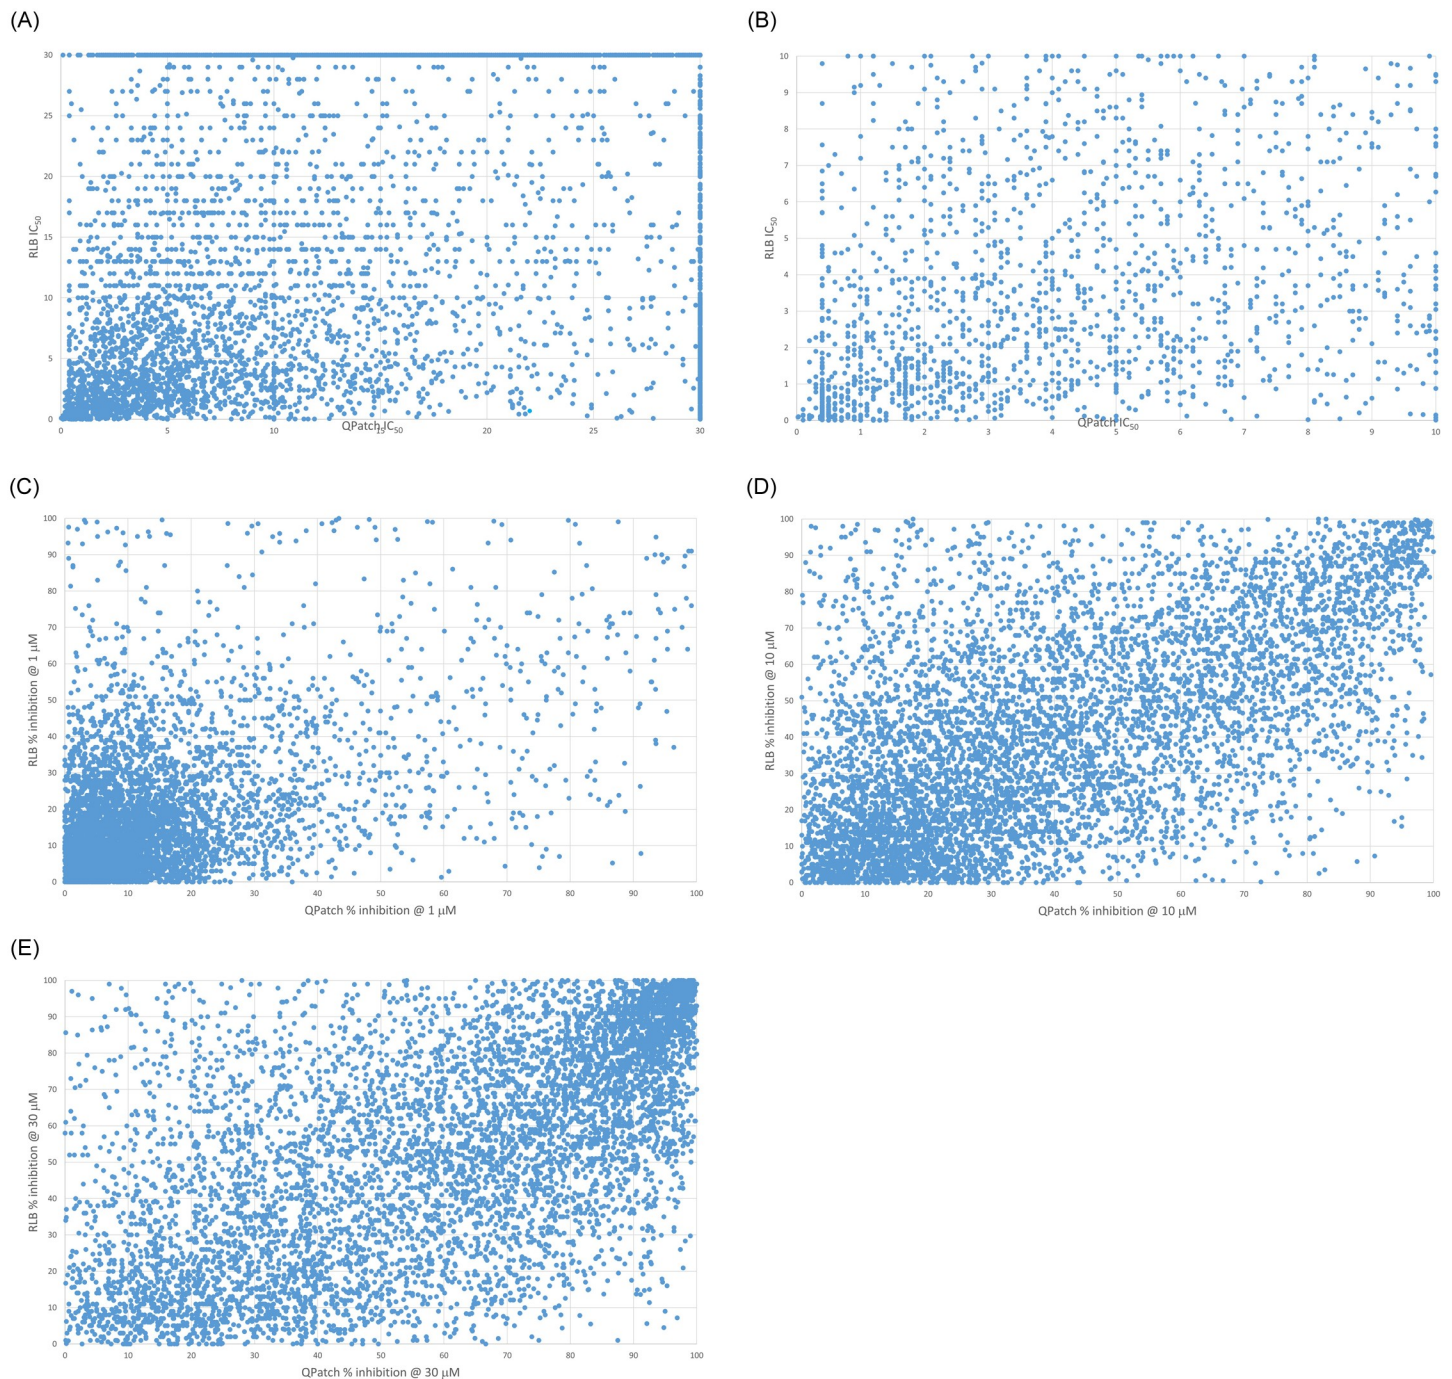 (A)
30
25
20
15
10
5
0
RLB IC50
0 5 10 15 20 25 30
QPatch IC50
(B)
10
9
8
7
6
5
4
3
2
1
0
RLB IC50
0 1 2 3 4 5 6 7 8 9 10
QPatch IC50
(C)
100
90
80
70
60
50
40
30
20
10
0
RLB % inhibition @ 1 μM
0 10 20 30 40 50 60 70 80 90 100
QPatch % inhibition @ 1 μM
(D)
100
90
80
70
60
50
40
30
20
10
0
RLB % inhibition @ 10 μM
0 10 20 30 40 50 60 70 80 90 100
QPatch % inhibition @ 10 μM
(E)
100
90
80
70
60
50
40
30
20
10
0
RLB % inhibition @ 30 μM
0 10 20 30 40 50 60 70 80 90 100
QPatch % inhibition @ 30 μM